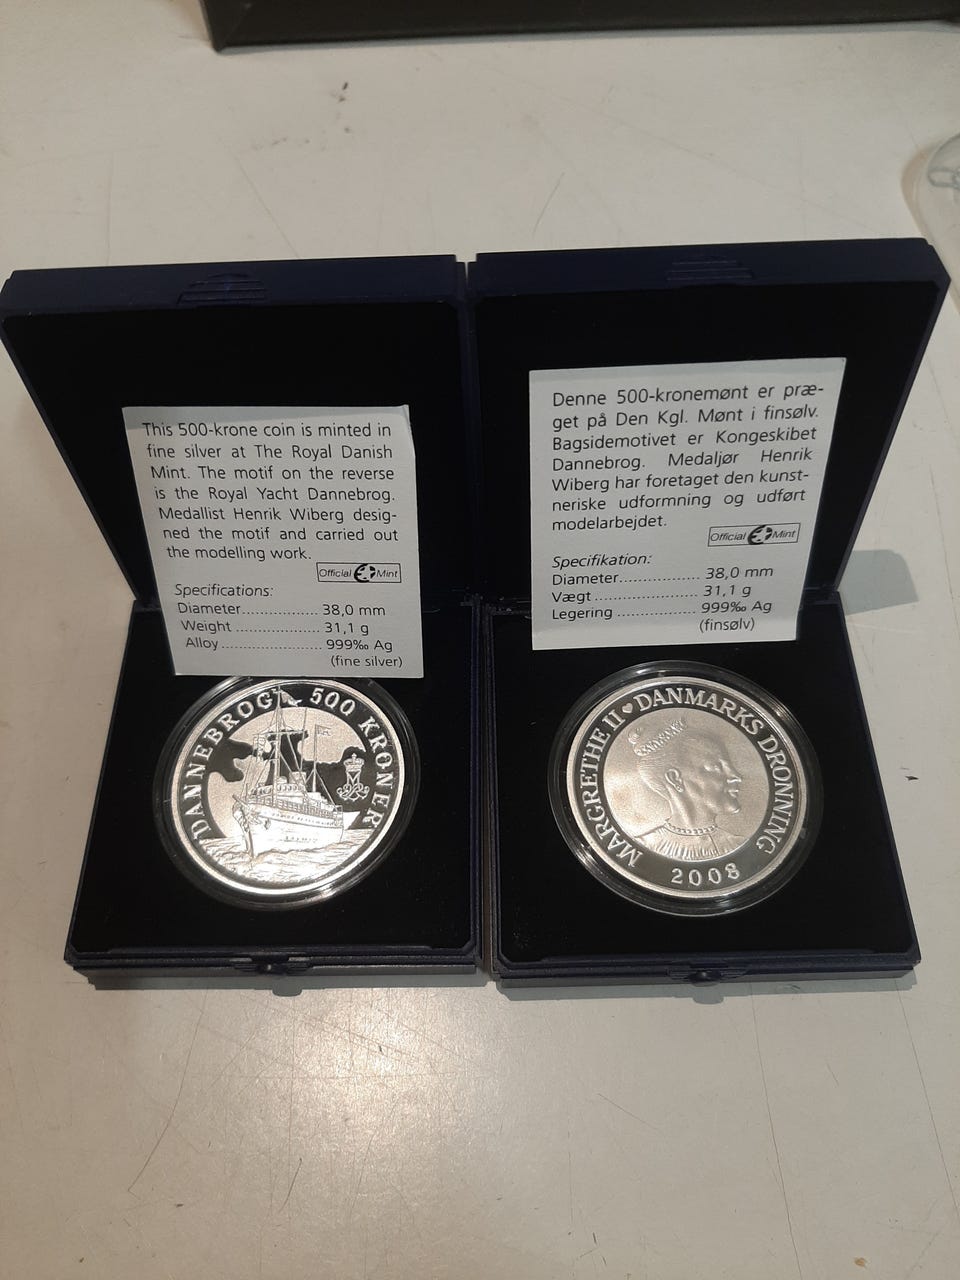 This 500-krone coin is minted in
fine silver at The Royal Danish
Mint. The motif on the reverse
is the Royal Yacht Dannebrog.
Medallist Henrik Wiberg desig-
ned the motif and carried out
the modelling work.
Official Mint
Specifications:
Diameter................38,0 mm
Weight ................. 31,1 g
Alloy .................... 999‰ Ag
(fine silver)
DANNEBROG 500 KRONER
Denne 500-kronemønt er præ-
get på Den Kgl. Mønt i finsølv.
Bagsidemotivet er Kongeskibet
Dannebrog. Medaljør Henrik
Wiberg har foretaget den kunst-
neriske udformning og udført
modelarbejdet.
Official Mint
Specifikation:
Diameter................. 38,0 mm
Vægt ...................... 31,1 g
Legering ................. 999‰ Ag
(finsølv)
MARGRETHE II ♥ DANMARKS DRONNING
2008